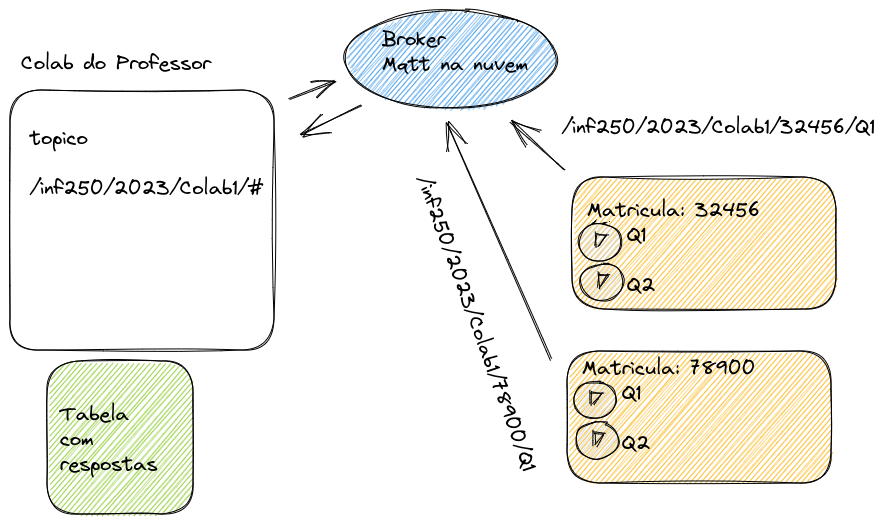 Broker
Mqtt na nuvem
Colab do Professor
topico
/inf250/2023/Colab1/#
/inf250/2023/Colab1/32456/Q1
Matricula: 32456
Q1
Q2
/inf250/2023/Colab1/78900/Q1
Matricula: 78900
Q1
Q2
Tabela
com
respostas